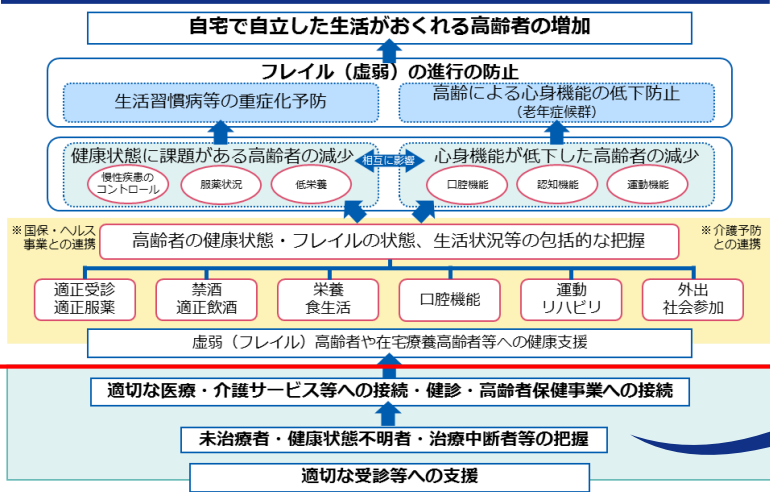 自宅で自立した生活がおくれる高齢者の増加
フレイル（虚弱）の進行の防止
生活習慣病等の重症化予防
高齢による心身機能の低下防止
（老年症候群）
健康状態に課題がある高齢者の減少
相互に影響
心身機能が低下した高齢者の減少
慢性疾患の
コントロール
服薬状況
低栄養
口腔機能
認知機能
運動機能
※国保・ヘルス
事業との連携
高齢者の健康状態・フレイルの状態、生活状況等の包括的な把握
※介護予防
との連携
適正受診
適正服薬
禁酒
適正飲酒
栄養
食生活
口腔機能
運動
リハビリ
外出
社会参加
虚弱（フレイル）高齢者や在宅療養高齢者等への健康支援
適切な医療・介護サービス等への接続・健診・高齢者保健事業への接続
未治療者・健康状態不明者・治療中断者等の把握
適切な受診等への支援